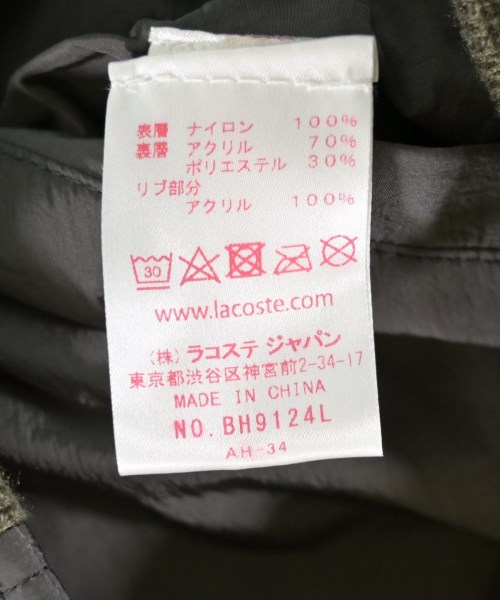 表層 ナイロン 100%
裏層 アクリル 70%
ポリエステル 30%
リブ部分
アクリル 100%
30
www.lacoste.com
(株) ラコステ ジャパン
東京都渋谷区神宮前2-34-17
MADE IN CHINA
NO. BH9124L
AH-34